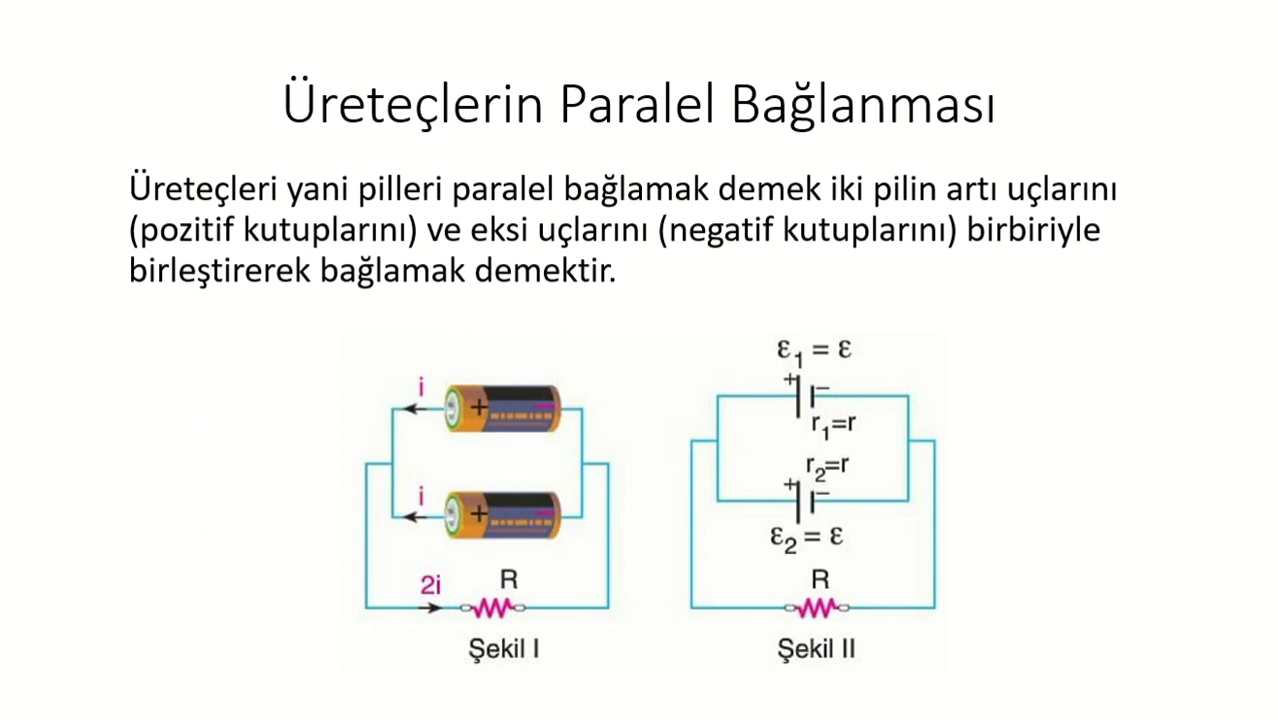 Üreteçlerin Paralel Bağlanması
Üreteçleri yani pilleri paralel bağlamak demek iki pilin artı uçlarını
(pozitif kutuplarını) ve eksi uçlarını (negatif kutuplarını) birbiriyle
birleştirerek bağlamak demektir.
i
+ −
i
+ −
2i R
Şekil I
ε₁ = ε
+ −
r₁=r
r₂=r
+ −
ε₂ = ε
R
Şekil II